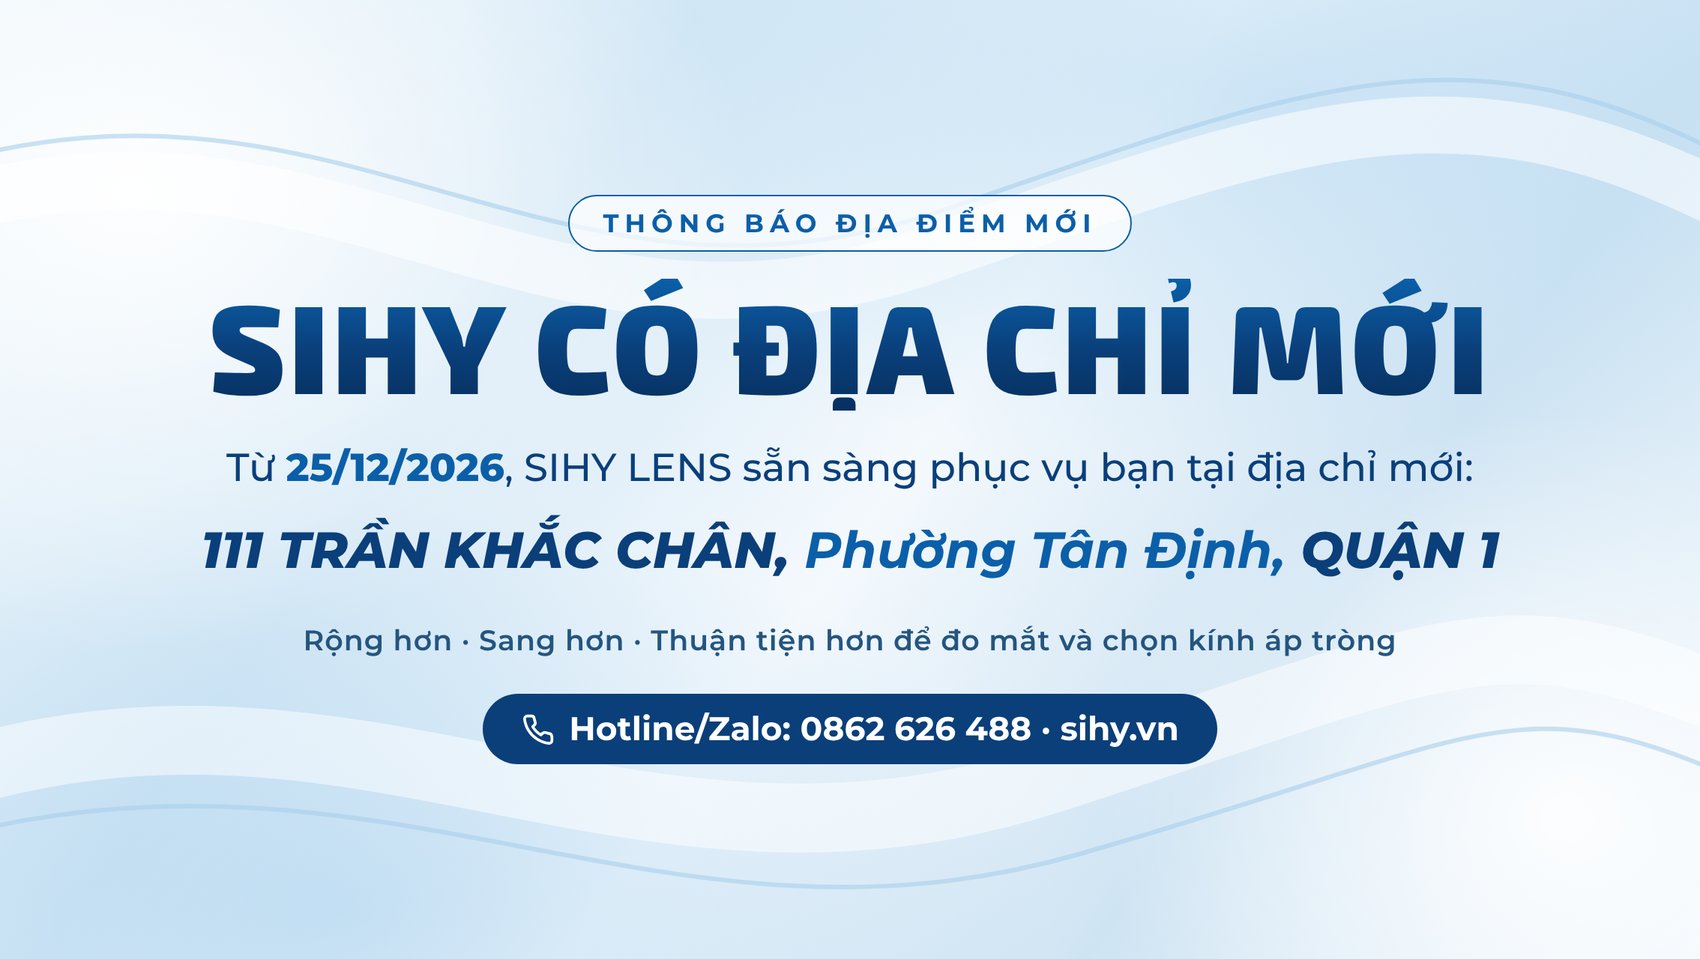 THÔNG BÁO ĐỊA ĐIỂM MỚI
SIHY CÓ ĐỊA CHỈ MỚI
Từ 25/12/2026, SIHY LENS sẵn sàng phục vụ bạn tại địa chỉ mới:
111 TRẦN KHẮC CHÂN, Phường Tân Định, QUẬN 1
Rộng hơn · Sang hơn · Thuận tiện hơn để đo mắt và chọn kính áp tròng
Hotline/Zalo: 0862 626 488 · sihy.vn